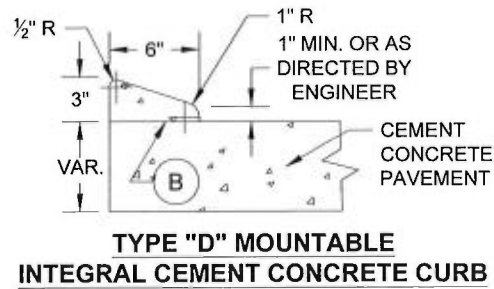 ½" R
6"
1" R
1" MIN. OR AS
DIRECTED BY
ENGINEER
3"
VAR.
B
CEMENT
CONCRETE
PAVEMENT
TYPE "D" MOUNTABLE
INTEGRAL CEMENT CONCRETE CURB